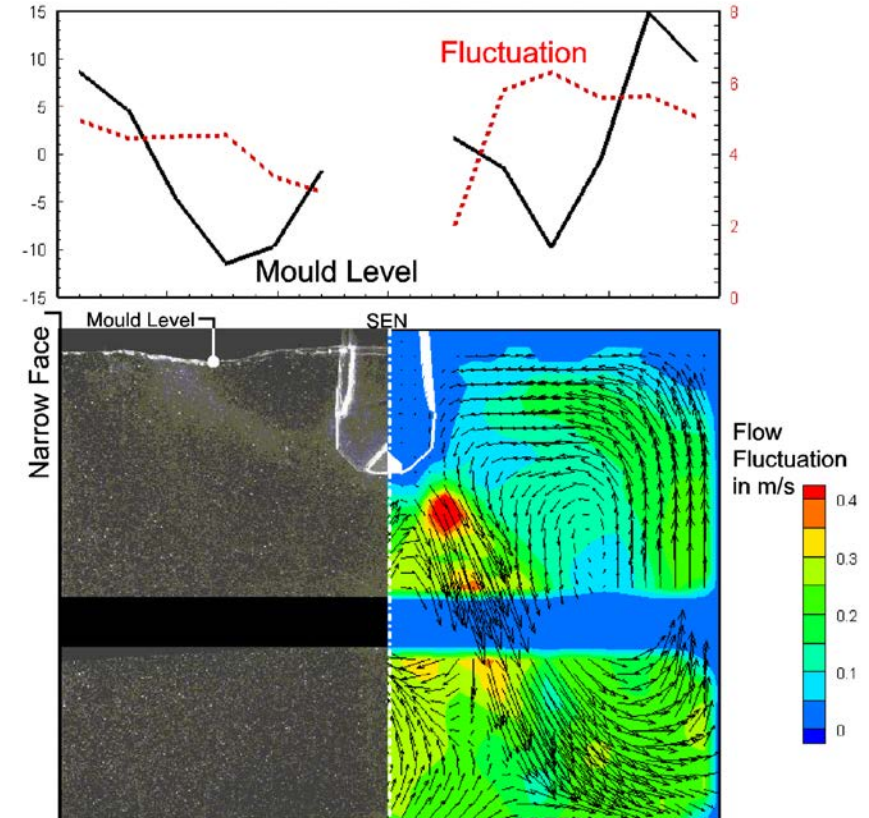 15
10
5
0
-5
-10
-15
Fluctuation
Mould Level
8
6
4
2
0
Narrow Face
Mould Level
SEN
Flow
Fluctuation
in m/s
0.4
0.3
0.2
0.1
0